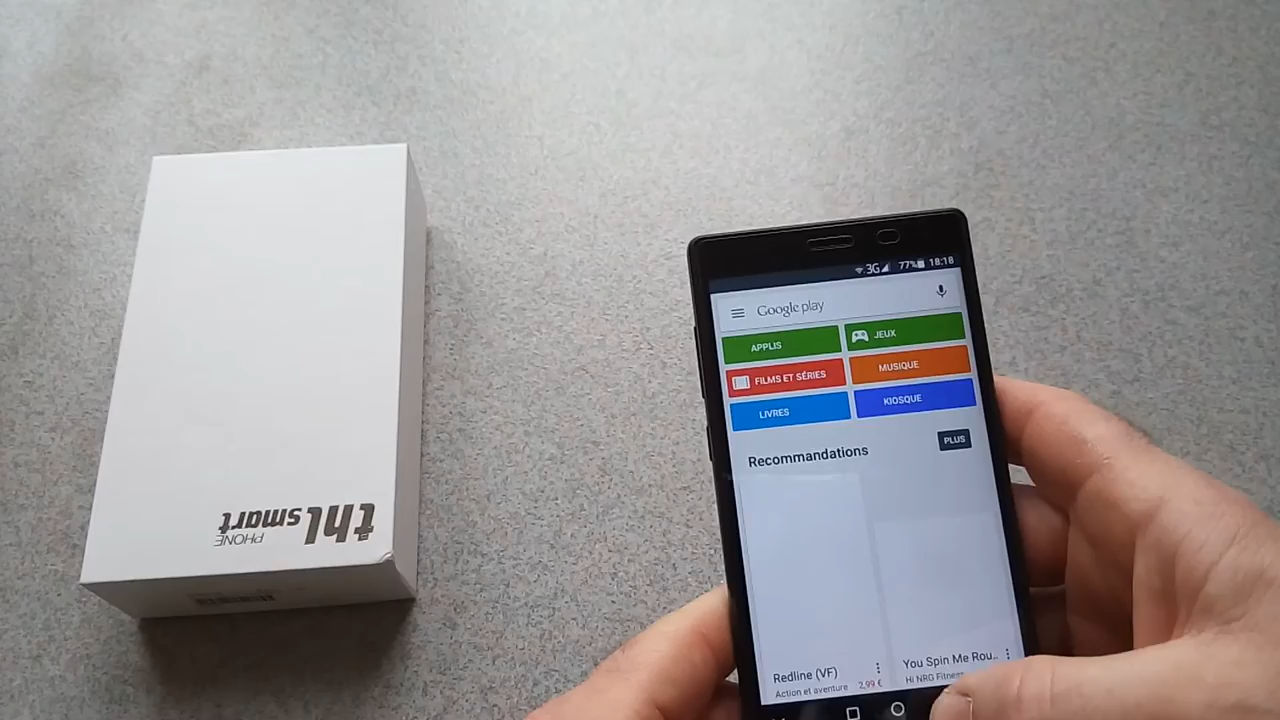 thl smart
PHONE
3G 77% 18:18
Google play
APPLIS
JEUX
FILMS ET SÉRIES
MUSIQUE
LIVRES
KIOSQUE
Recommandations
PLUS
Redline (VF)
Action et aventure 2,99 €
You Spin Me Rou..
Hi NRG Fitness